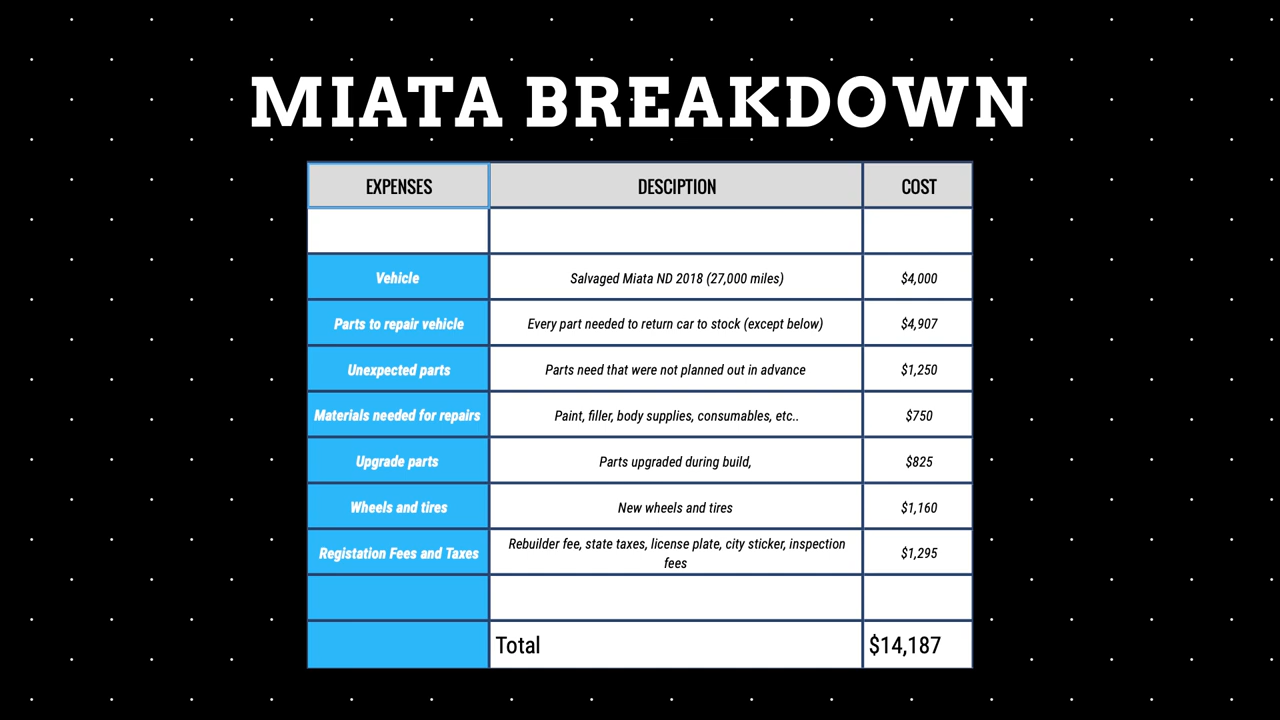 MIATA BREAKDOWN
EXPENSES DESCIPTION COST
Vehicle Salvaged Miata ND 2018 (27,000 miles) $4,000
Parts to repair vehicle Every part needed to return car to stock (except below) $4,907
Unexpected parts Parts need that were not planned out in advance $1,250
Materials needed for repairs Paint, filler, body supplies, consumables, etc.. $750
Upgrade parts Parts upgraded during build, $825
Wheels and tires New wheels and tires $1,160
Registation Fees and Taxes Rebuilder fee, state taxes, license plate, city sticker, inspection
fees $1,295
Total $14,187